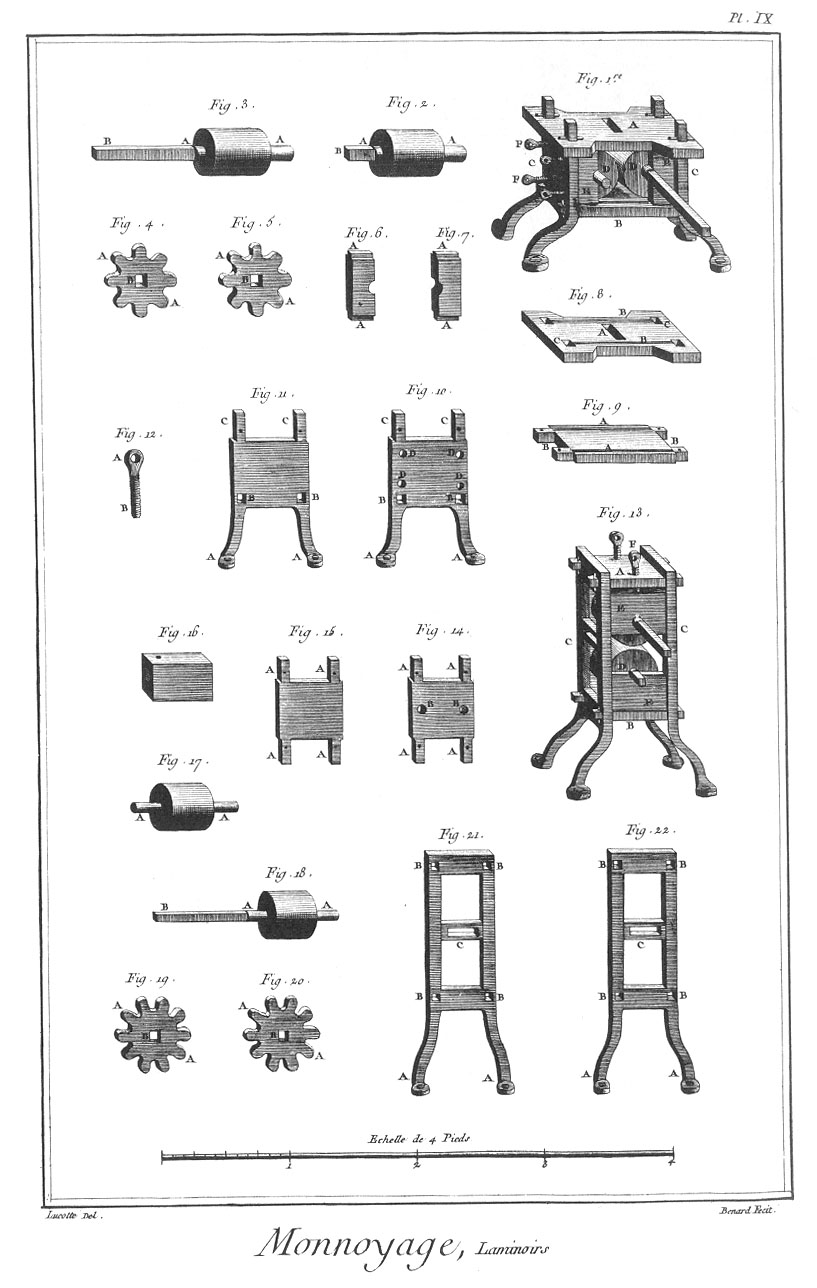 Pl. IX
Fig. 1.re
Fig. 3.
Fig. 2.
B A A
B A A
A
P C D D B C
P B
B
Fig. 4.
Fig. 5.
Fig. 6.
Fig. 7.
A B A
A B A
A A
A A
Fig. 8.
B C A C B
Fig. 9.
A B B A
Fig. 11.
Fig. 10.
C C
C C
D D
D D
B B B
B B
A A
A A
Fig. 12.
A
B
Fig. 13.
F
A
E
C C
D
F
B
Fig. 16.
Fig. 15.
Fig. 14.
A A
A A
B B
A A
A A
Fig. 17.
A A
Fig. 18.
B A A
Fig. 21.
Fig. 22.
B B
B B
C
C
B B
B B
A A
A A
Fig. 19.
Fig. 20.
A B A
A B A
Echelle de 4 Pieds
1 2 3 4
Lucotte Del.
Benard Fecit.
Monnoyage, Laminoirs